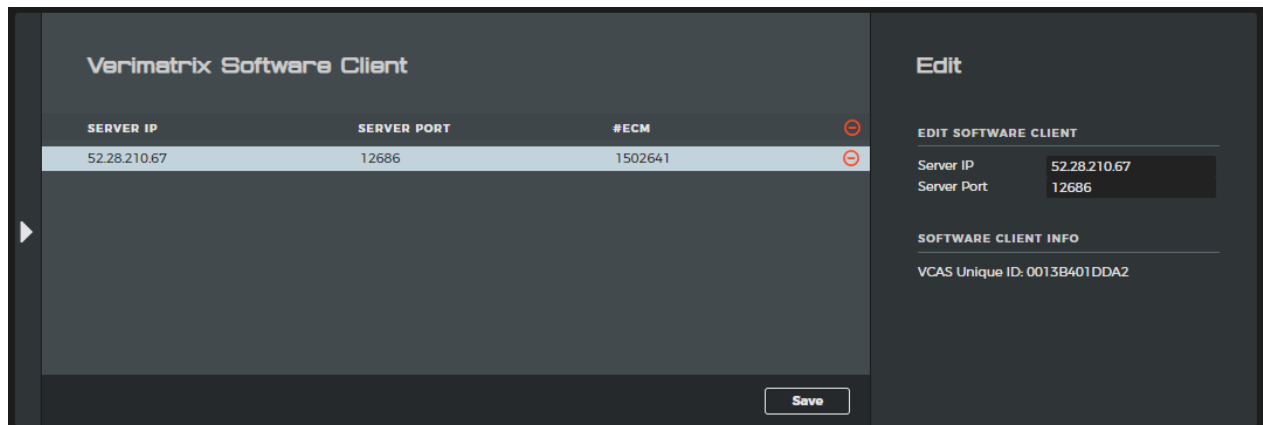 Verimatrix Software Client
SERVER IP SERVER PORT #ECM
52.28.210.67 12686 1502641
Save
Edit
EDIT SOFTWARE CLIENT
Server IP 52.28.210.67
Server Port 12686
SOFTWARE CLIENT INFO
VCAS Unique ID: 0013B401DDA2